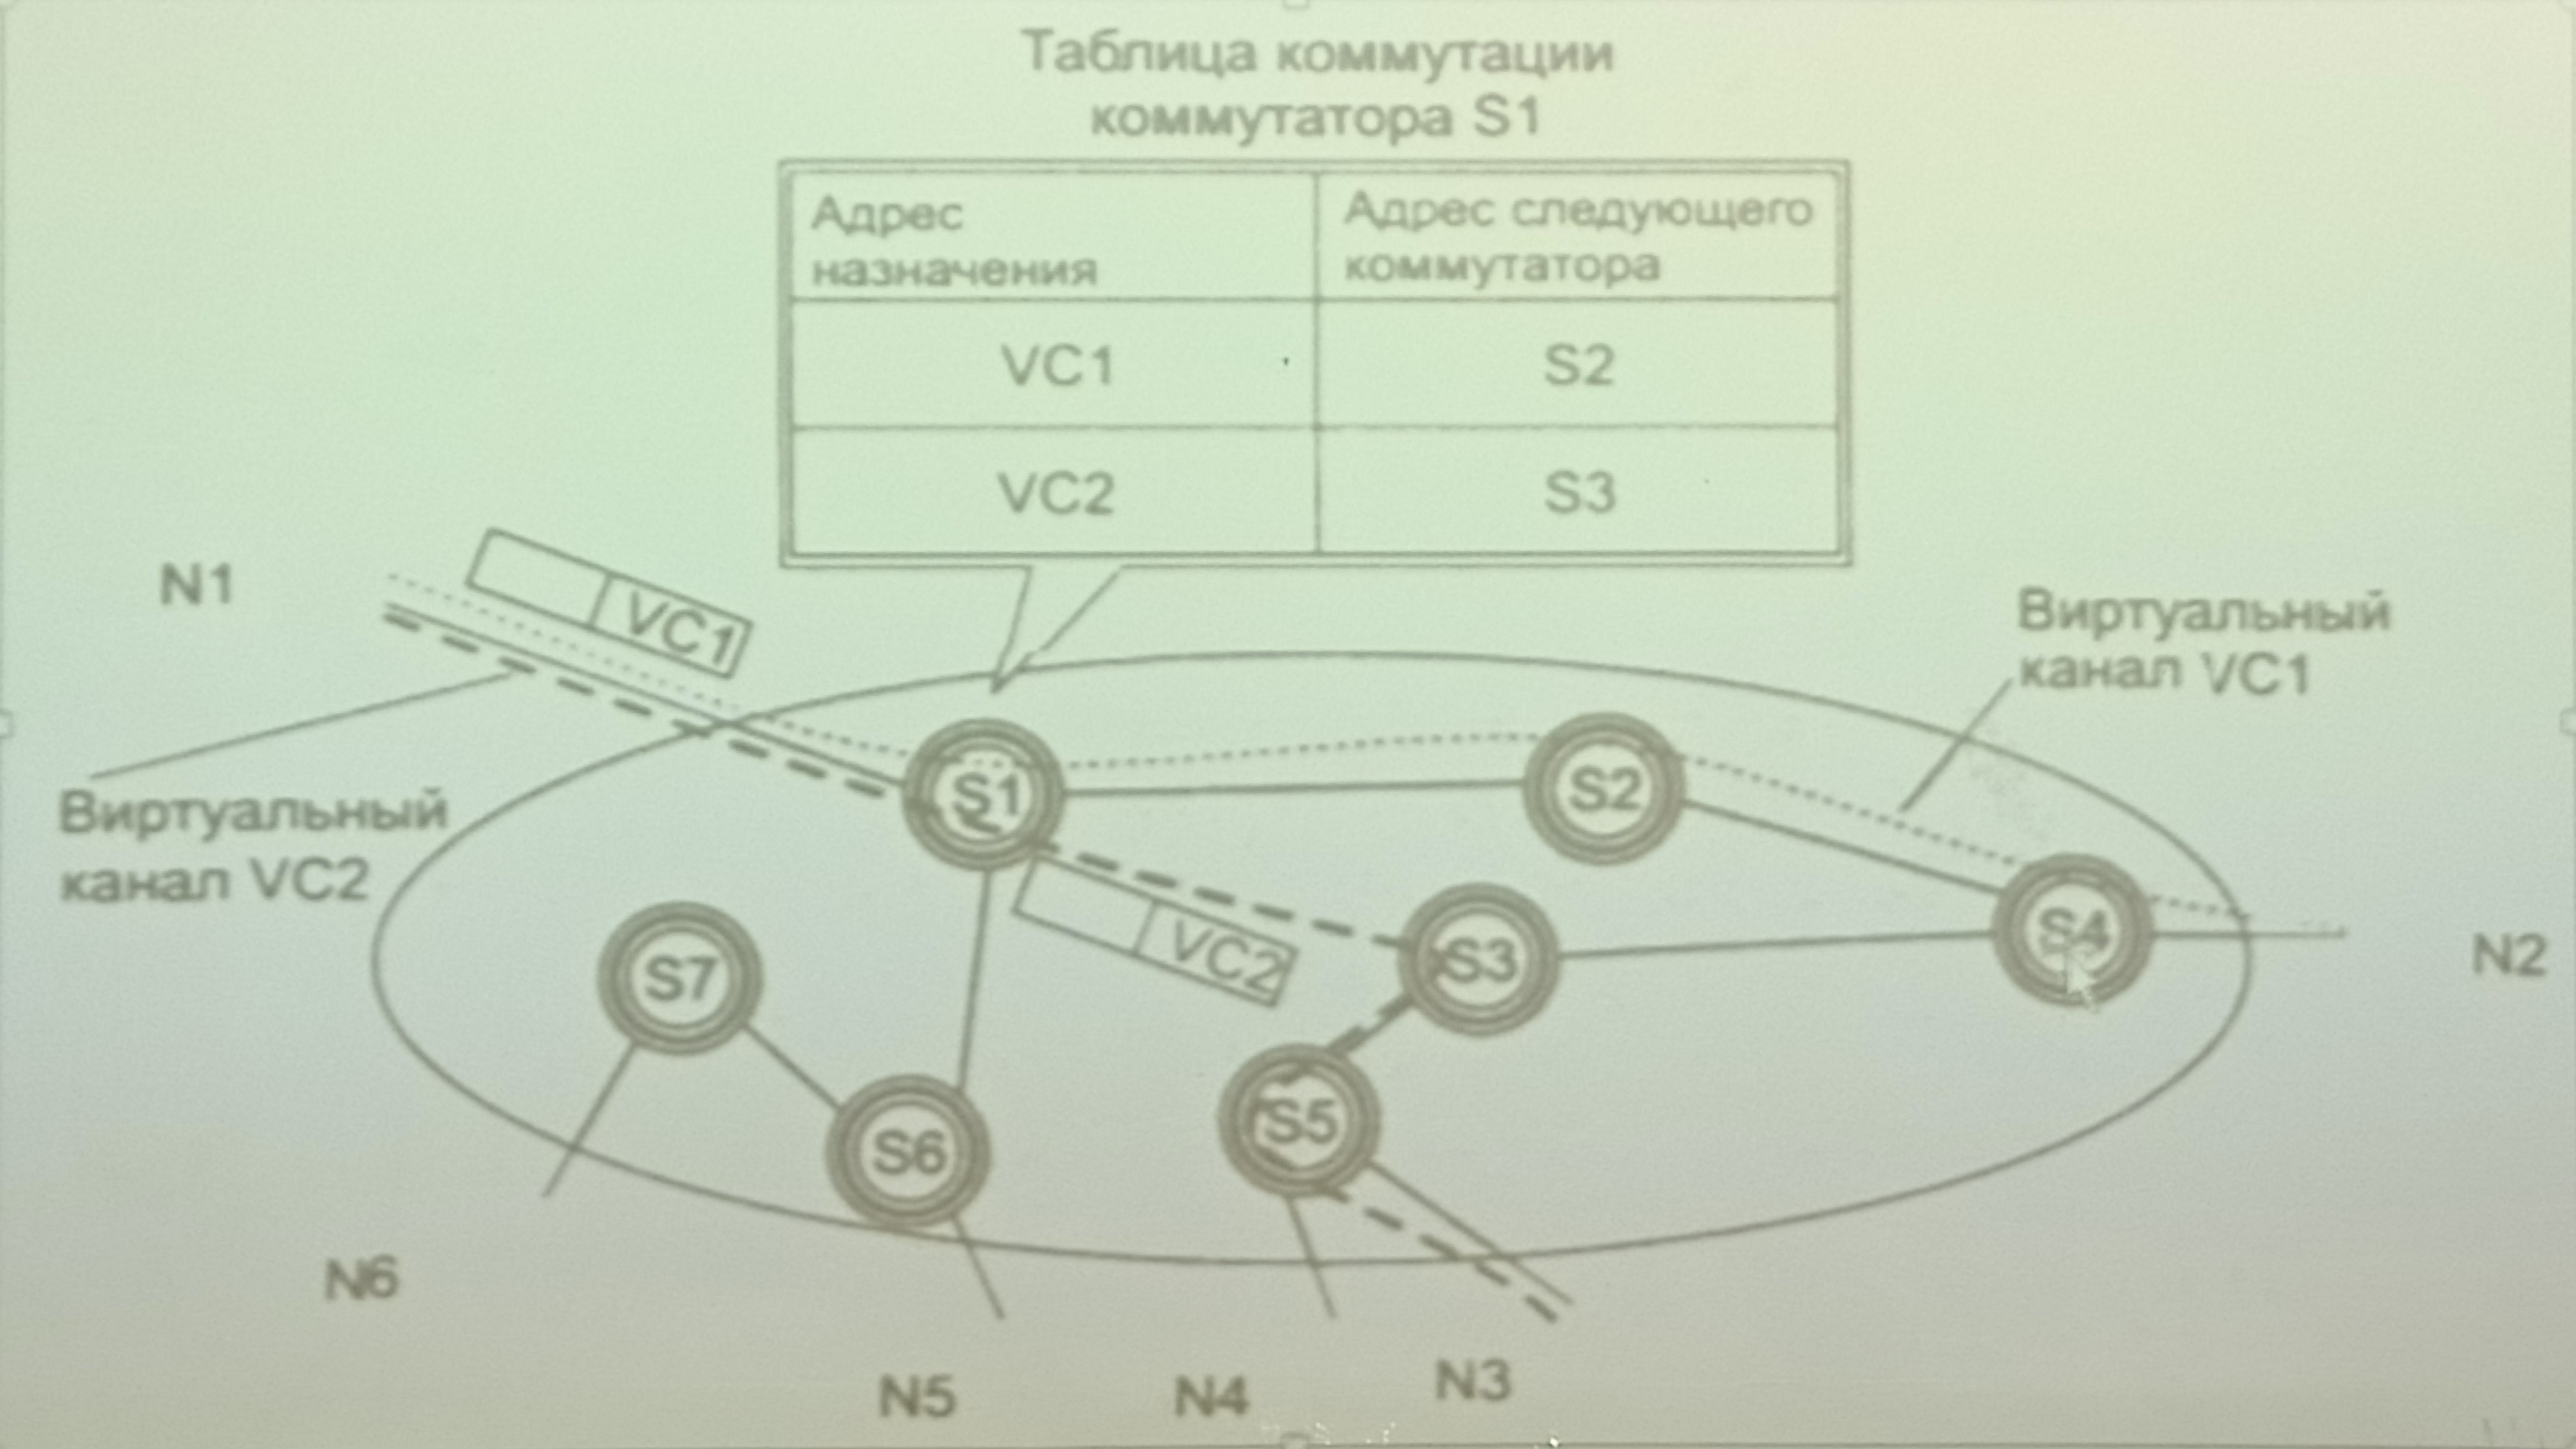 Таблица коммутации
коммутатора S1
Адрес
назначения
Адрес следующего
коммутатора
VC1
S2
VC2
S3
N1
VC1
Виртуальный
канал VC1
Виртуальный
канал VC2
S1
S2
VC2
S3
S4
N2
S7
S6
S5
N6
N5
N4
N3